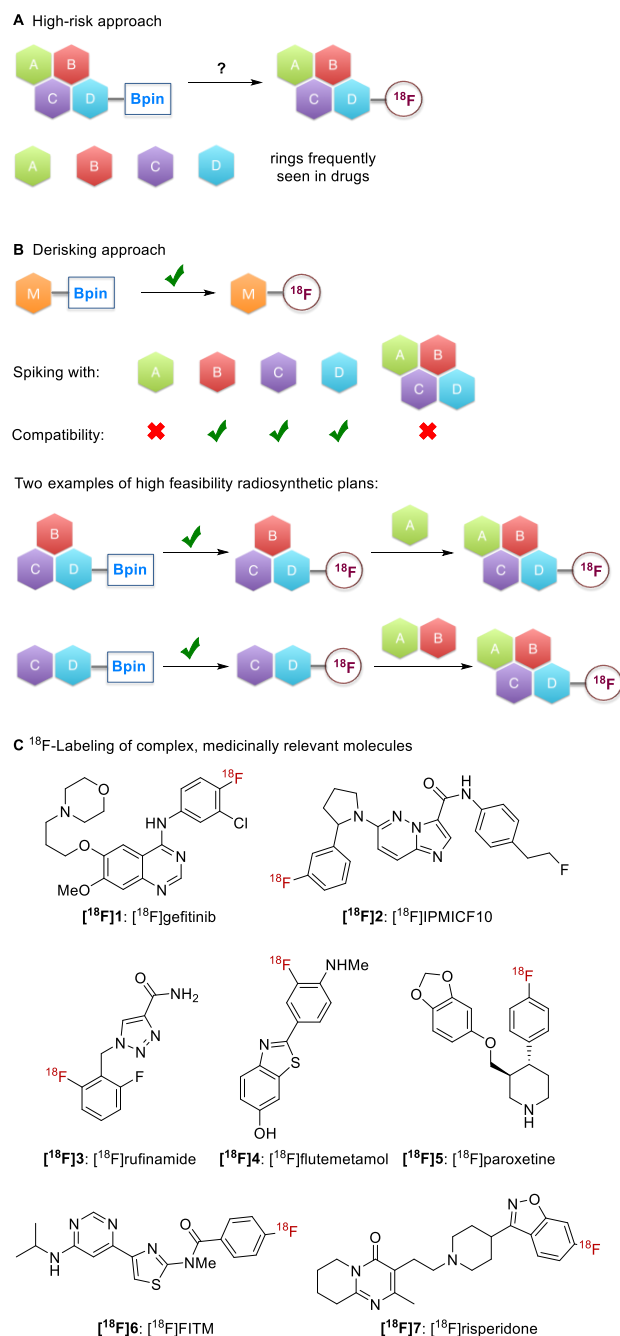 A High-risk approach
A B
C D Bpin
?
A B
C D ¹⁸F
A B C D
rings frequently
seen in drugs
B Derisking approach
M Bpin M ¹⁸F
Spiking with: A B C D
A B
C D
Compatibility:
Two examples of high feasibility radiosynthetic plans:
B
C D Bpin
B
C D ¹⁸F
A
A B
C D ¹⁸F
C D Bpin
C D ¹⁸F
A B
A B
C D ¹⁸F
C ¹⁸F-Labeling of complex, medicinally relevant molecules
O
N
O
MeO
HN
N
N
¹⁸F
Cl
[¹⁸F]1: [¹⁸F]gefitinib
¹⁸F
N
N
N
N
O
H
N
F
[¹⁸F]2: [¹⁸F]IPMICF10
O
NH₂
N
N
N
¹⁸F
F
[¹⁸F]3: [¹⁸F]rufinamide
¹⁸F
NHMe
N
S
OH
[¹⁸F]4: [¹⁸F]flutemetamol
O
O
¹⁸F
O
N
H
[¹⁸F]5: [¹⁸F]paroxetine
N
N
N
H
N
S
O
N
Me
¹⁸F
[¹⁸F]6: [¹⁸F]FITM
O
N
N
N
N
O
¹⁸F
[¹⁸F]7: [¹⁸F]risperidone